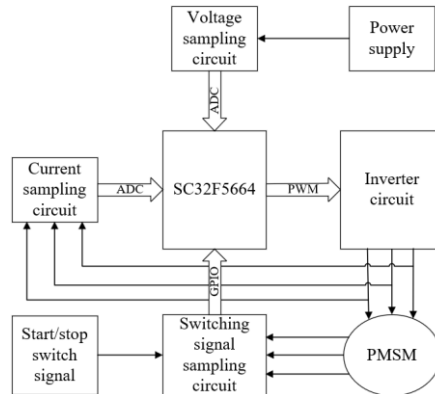 Voltage
sampling
circuit
Power
supply
ADC
Current
sampling
circuit
ADC
SC32F5664
PWM
Inverter
circuit
GPIO
Start/stop
switch
signal
Switching
signal
sampling
circuit
PMSM